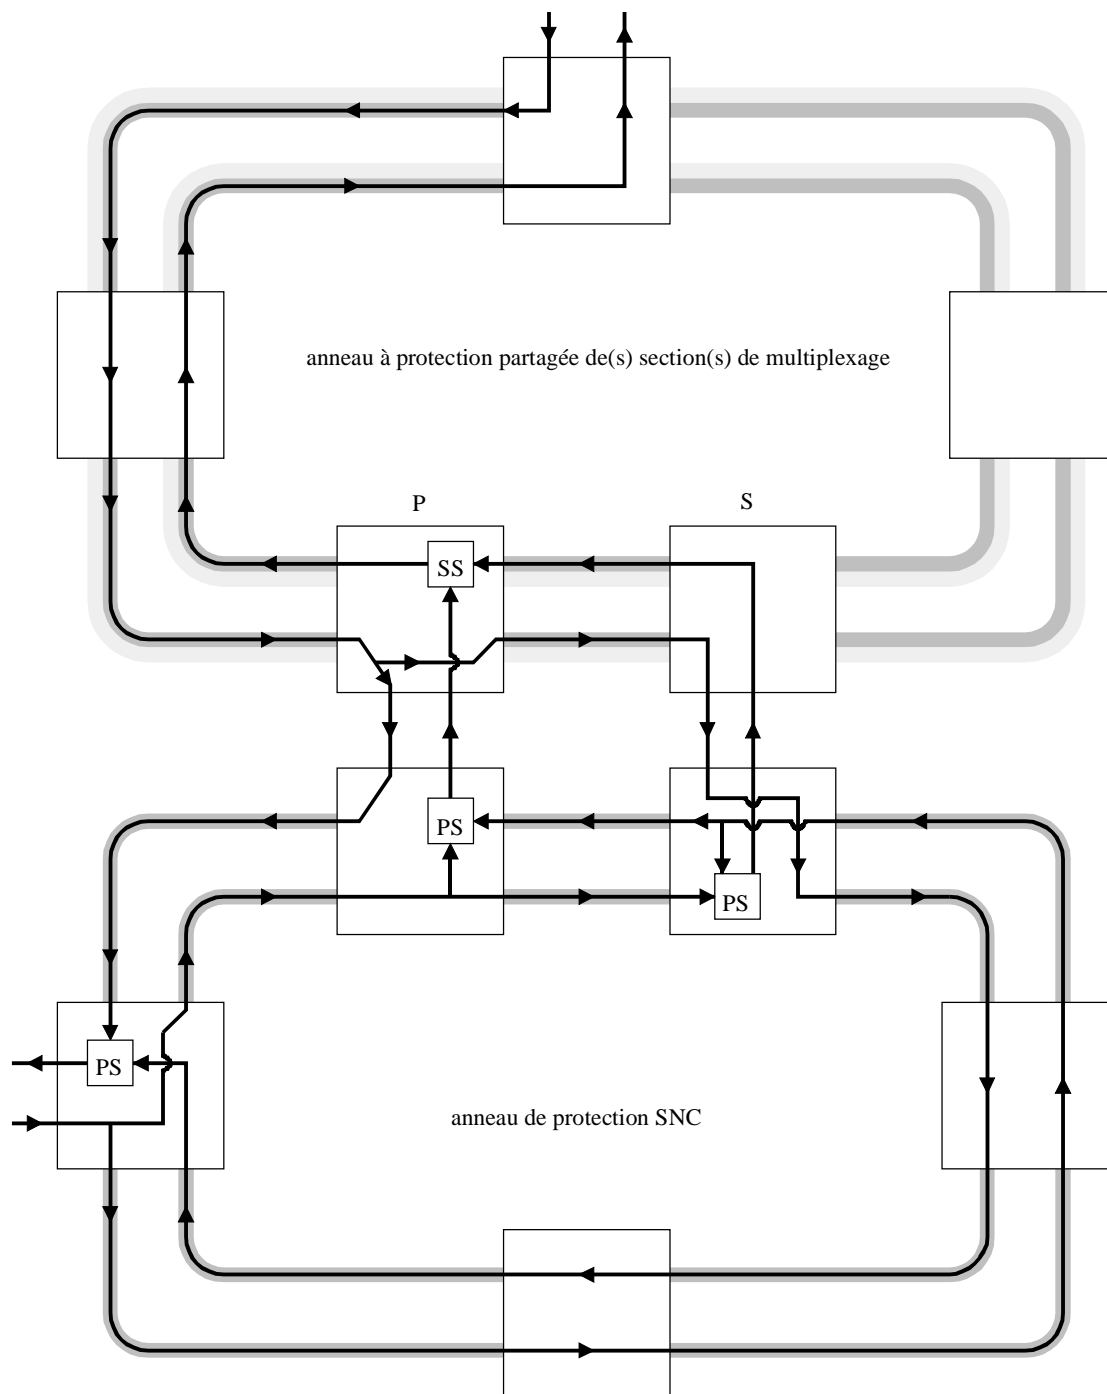 anneau à protection partagée de(s) section(s) de multiplexage
P
S
SS
PS
PS
PS
anneau de protection SNC